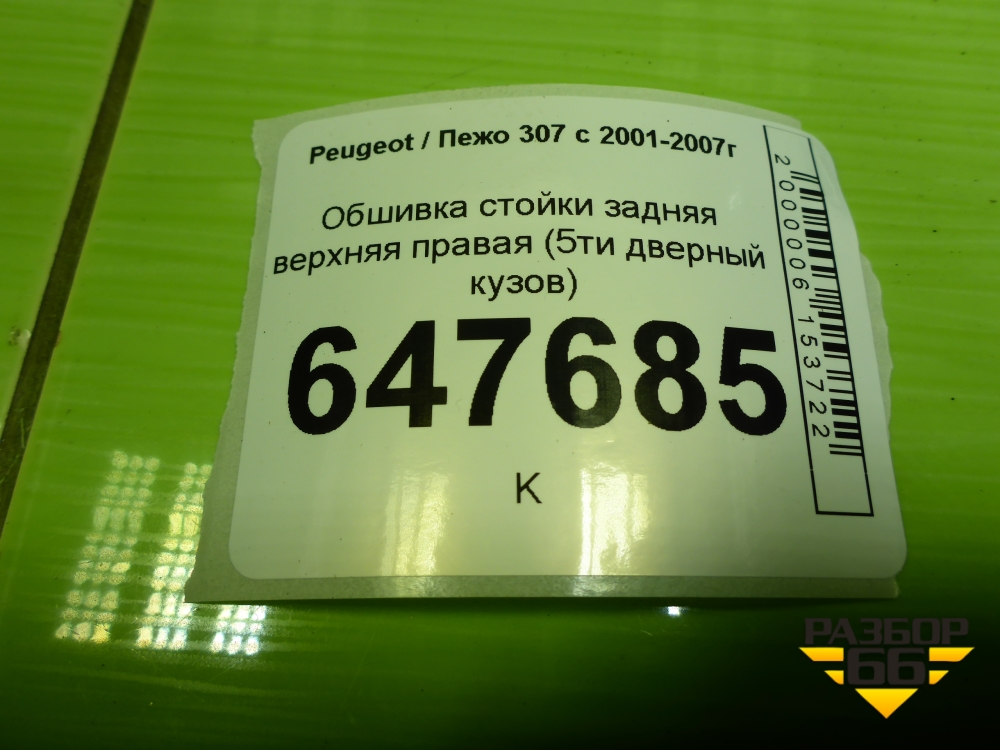 Peugeot / Пежо 307 с 2001-2007г
Обшивка стойки задняя
верхняя правая (5ти дверный
кузов)
647685
К
2000006153722
РАЗБОР
66